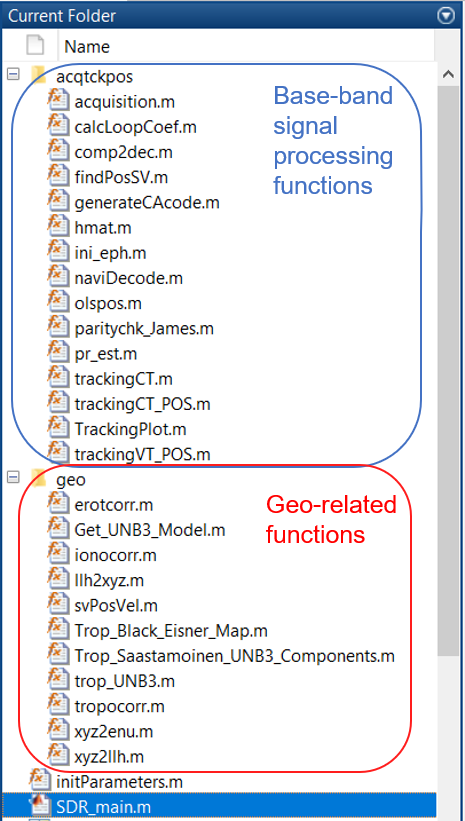 Current Folder
Name
acqtckpos
acquisition.m
calcLoopCoef.m
comp2dec.m
findPosSV.m
generateCAcode.m
hmat.m
ini_eph.m
naviDecode.m
olspos.m
paritychk_James.m
pr_est.m
trackingCT.m
trackingCT_POS.m
TrackingPlot.m
trackingVT_POS.m
Base-band
signal
processing
functions
geo
erotcorr.m
Get_UNB3_Model.m
ionocorr.m
llh2xyz.m
svPosVel.m
Trop_Black_Eisner_Map.m
Trop_Saastamoinen_UNB3_Components.m
trop_UNB3.m
tropocorr.m
xyz2enu.m
xyz2llh.m
Geo-related
functions
initParameters.m
SDR_main.m